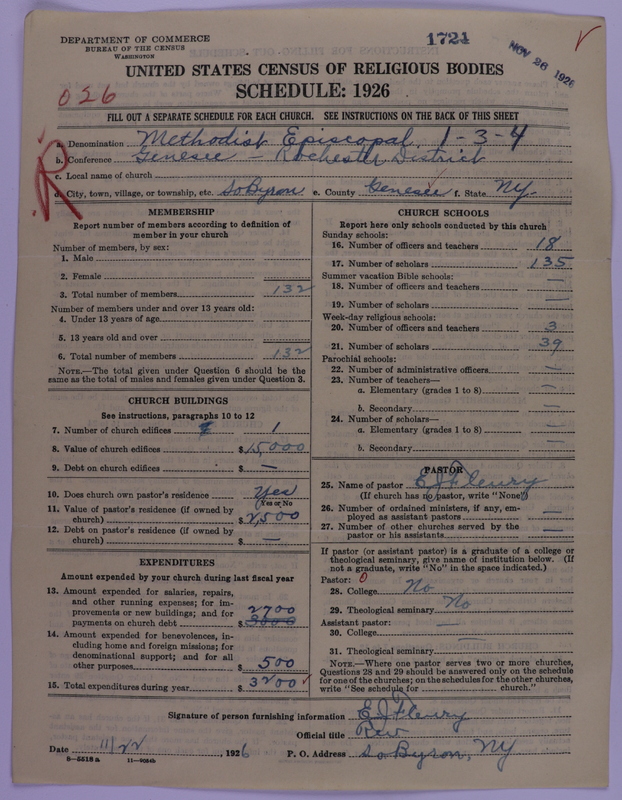 DEPARTMENT OF COMMERCE
BUREAU OF THE CENSUS
WASHINGTON
1721
NOV 26 1926
UNITED STATES CENSUS OF RELIGIOUS BODIES
SCHEDULE: 1926
026
FILL OUT A SEPARATE SCHEDULE FOR EACH CHURCH. SEE INSTRUCTIONS ON THE BACK OF THIS SHEET
a. Denomination Methodist Episcopal 1-3-4
b. Conference Genesee - Rochester District
c. Local name of church
d. City, town, village, or township, etc. So Byron e. County Genesee f. State NY.
MEMBERSHIP
Report number of members according to definition of
member in your church
Number of members, by sex:
1. Male
2. Female
3. Total number of members 132
Number of members under and over 13 years old:
4. Under 13 years of age
5. 13 years old and over
6. Total number of members 132
NOTE.—The total given under Question 6 should be the
same as the total of males and females given under Question 3.
CHURCH BUILDINGS
See instructions, paragraphs 10 to 12
7. Number of church edifices 1
8. Value of church edifices $15,000
9. Debt on church edifices $ —
10. Does church own pastor's residence Yes
(Yes or No)
11. Value of pastor's residence (if owned by
church) $2,500
12. Debt on pastor's residence (if owned by
church) $ —
EXPENDITURES
Amount expended by your church during last fiscal year
13. Amount expended for salaries, repairs,
and other running expenses; for im-
provements or new buildings; and for 2700
payments on church debt $3000
14. Amount expended for benevolences, in-
cluding home and foreign missions; for
denominational support; and for all
other purposes $500
15. Total expenditures during year $3200
CHURCH SCHOOLS
Report here only schools conducted by this church
Sunday schools:
16. Number of officers and teachers 18
17. Number of scholars 135
Summer vacation Bible schools:
18. Number of officers and teachers —
19. Number of scholars —
Week-day religious schools:
20. Number of officers and teachers 3
21. Number of scholars 39
Parochial schools:
22. Number of administrative officers —
23. Number of teachers—
a. Elementary (grades 1 to 8) —
b. Secondary —
24. Number of scholars—
a. Elementary (grades 1 to 8) —
b. Secondary —
PASTOR
25. Name of pastor E J Fleury
(If church has no pastor, write "None")
26. Number of ordained ministers, if any, em-
ployed as assistant pastors —
27. Number of other churches served by the
pastor or his assistants —
If pastor (or assistant pastor) is a graduate of a college or
theological seminary, give name of institution below. (If
not a graduate, write "No" in the space indicated.)
Pastor: 0
28. College No
29. Theological seminary No
Assistant pastor: —
30. College —
31. Theological seminary
NOTE.—Where one pastor serves two or more churches,
Questions 28 and 29 should be answered only on the schedule
for one of the churches; on the schedules for the other churches,
write "See schedule for church."
Signature of person furnishing information E J Fleury
Official title Rev
Date 11/22, 1926 P. O. Address So Byron, NY
8—5518 a 11—9084b